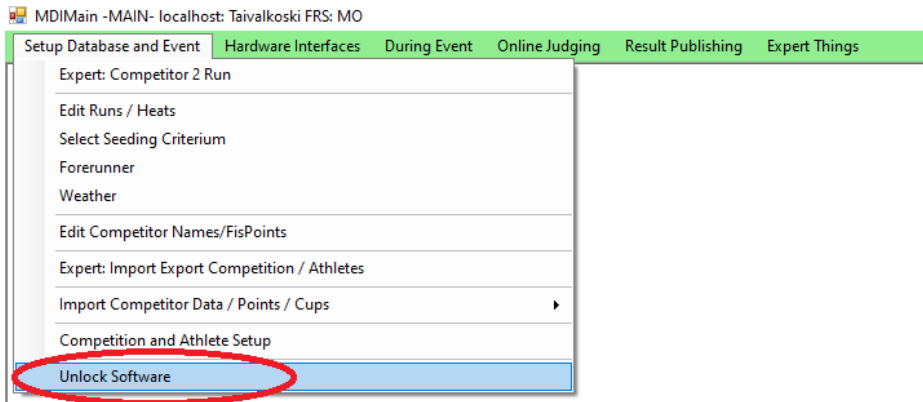 MDIMain -MAIN- localhost: Taivalkoski FRS: MO
Setup Database and Event Hardware Interfaces During Event Online Judging Result Publishing Expert Things
Expert: Competitor 2 Run
Edit Runs / Heats
Select Seeding Criterium
Forerunner
Weather
Edit Competitor Names/FisPoints
Expert: Import Export Competition / Athletes
Import Competitor Data / Points / Cups
Competition and Athlete Setup
Unlock Software